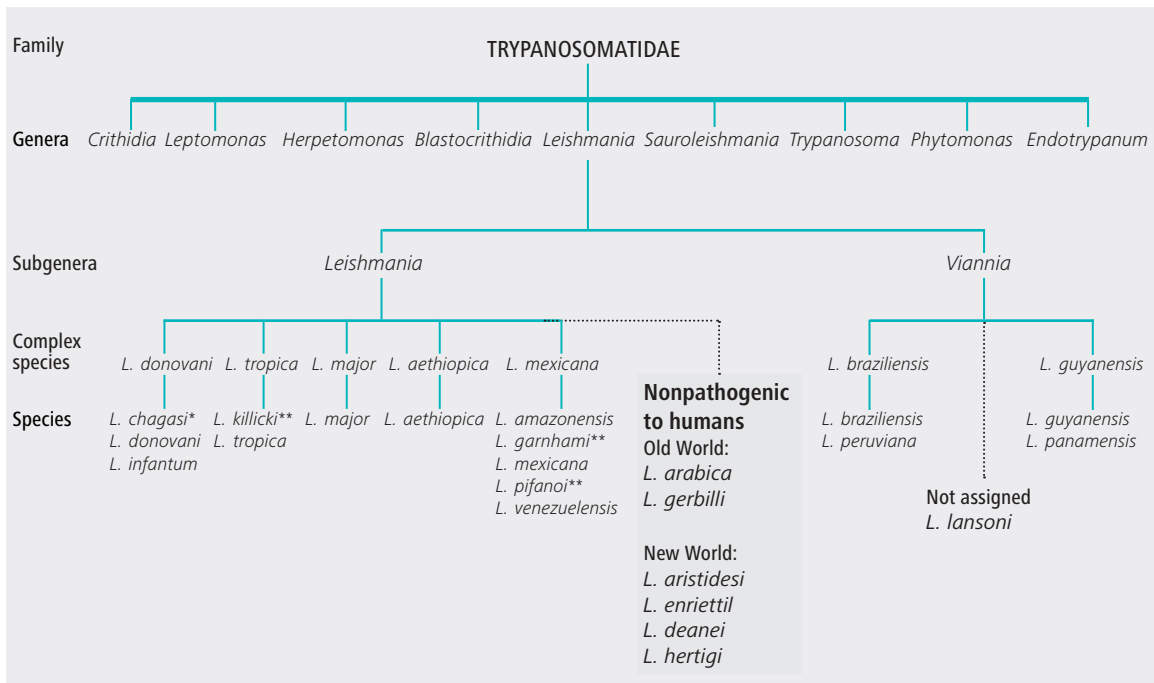 Family
TRYPANOSOMATIDAE
Genera Crithidia Leptomonas Herpetomonas Blastocrithidia Leishmania Sauroleishmania Trypanosoma Phytomonas Endotrypanum
Subgenera Leishmania Viannia
Complex
species
L. donovani L. tropica L. major L. aethiopica L. mexicana L. braziliensis L. guyanensis
Species
L. chagasi* L. killicki** L. major L. aethiopica L. amazonensis L. braziliensis L. guyanensis
L. donovani L. tropica L. garnhami** L. peruviana L. panamensis
L. infantum L. mexicana
L. pifanoi**
L. venezuelensis
Nonpathogenic
to humans
Old World:
L. arabica
L. gerbilli
New World:
L. aristidesi
L. enriettil
L. deanei
L. hertigi
Not assigned
L. lansoni